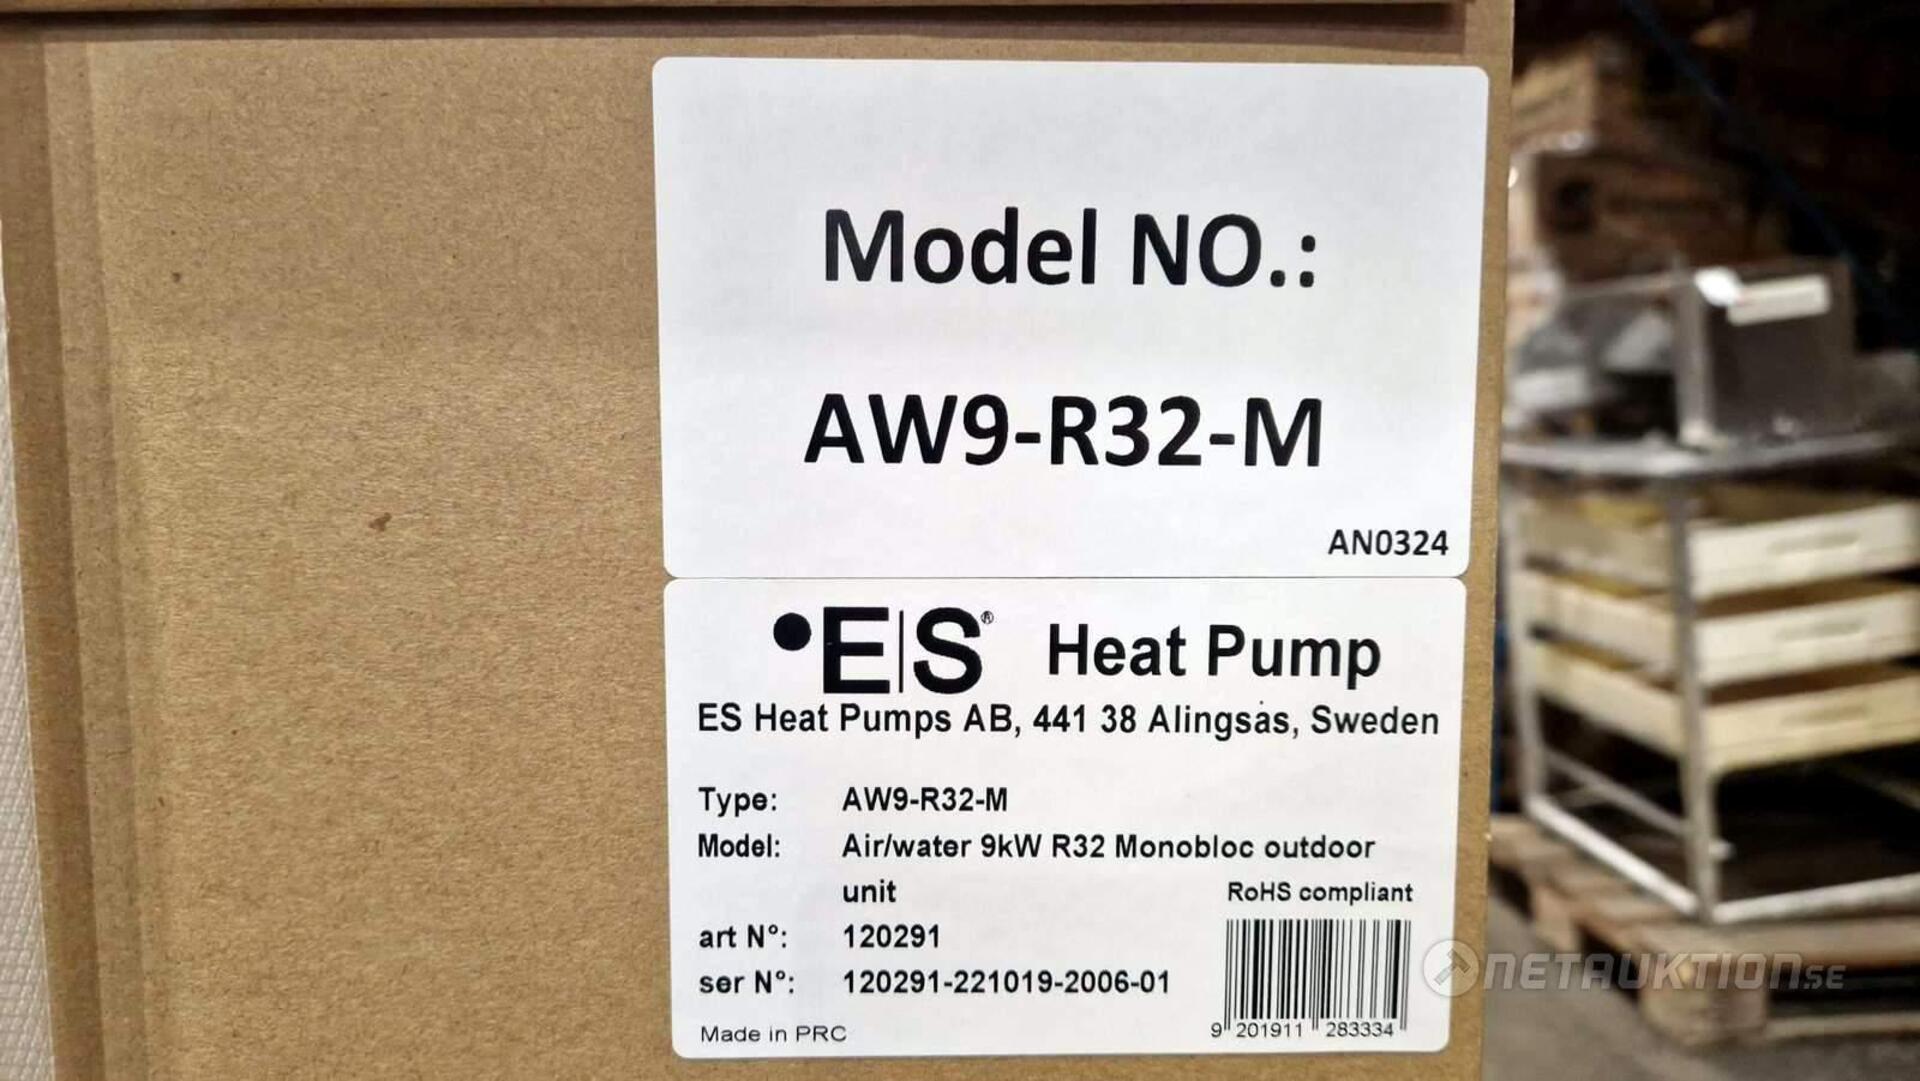 Model NO.:
AW9-R32-M
AN0324
•E|S® Heat Pump
ES Heat Pumps AB, 441 38 Alingsås, Sweden
Type: AW9-R32-M
Model: Air/water 9kW R32 Monobloc outdoor
unit
RoHS compliant
art N°: 120291
ser N°: 120291-221019-2006-01
Made in PRC
9 201911 283334
NETAUKTION.SE